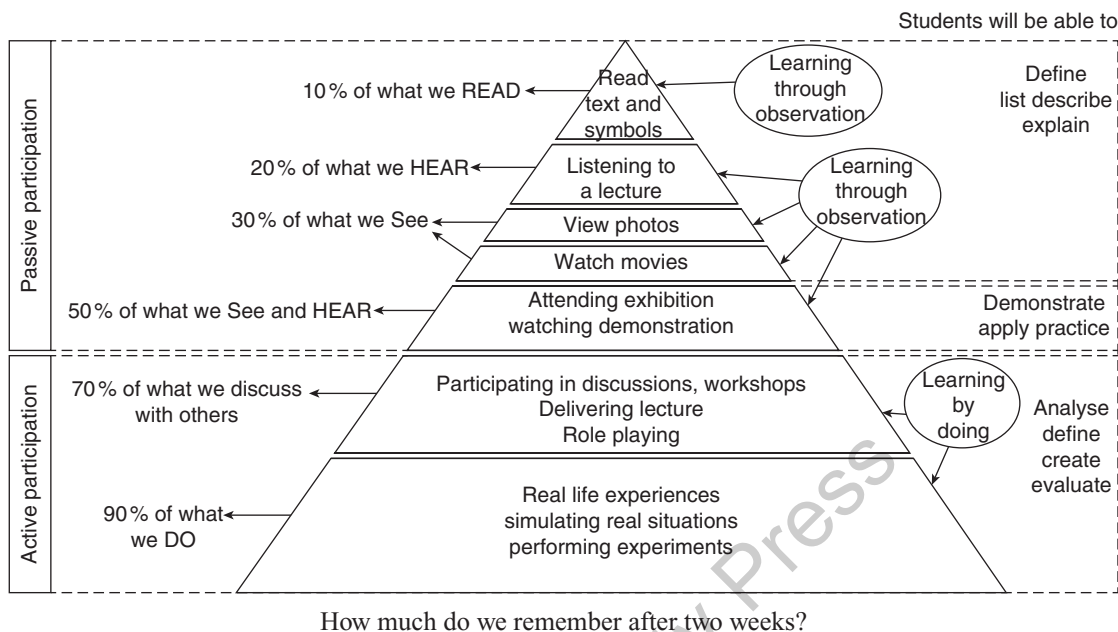 Students will be able to
Passive participation
10% of what we READ
Read
text and
symbols
Learning
through
observation
Define
list describe
explain
20% of what we HEAR
Listening to
a lecture
Learning
through
observation
30% of what we See
View photos
Watch movies
50% of what we See and HEAR
Attending exhibition
watching demonstration
Demonstrate
apply practice
Active participation
70% of what we discuss
with others
Participating in discussions, workshops
Delivering lecture
Role playing
Learning
by
doing
Analyse
define
create
evaluate
90% of what
we DO
Real life experiences
simulating real situations
performing experiments
Press
How much do we remember after two weeks?